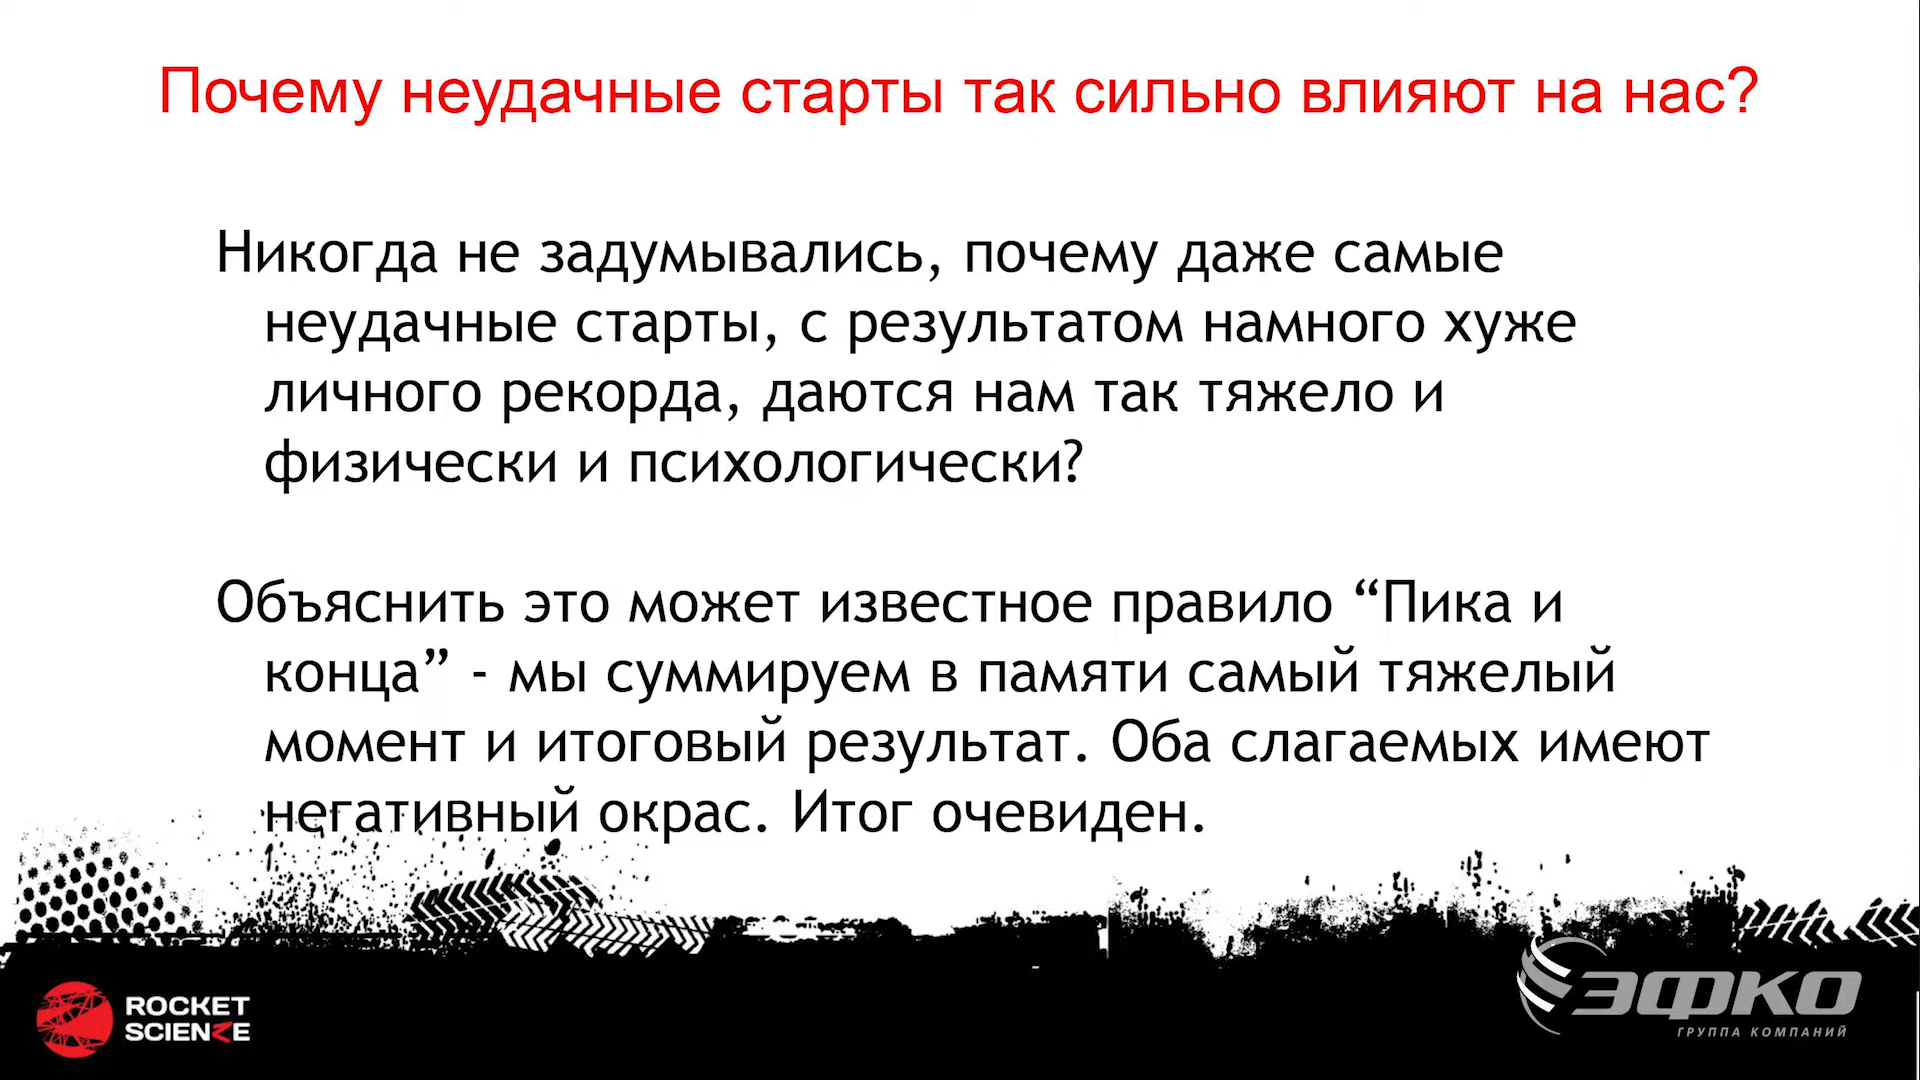 Почему неудачные старты так сильно влияют на нас?
Никогда не задумывались, почему даже самые
неудачные старты, с результатом намного хуже
личного рекорда, даются нам так тяжело и
физически и психологически?
Объяснить это может известное правило “Пика и
конца” - мы суммируем в памяти самый тяжелый
момент и итоговый результат. Оба слагаемых имеют
негативный окрас. Итог очевиден.
ROCKET
SCIENZE
ЭФКО
ГРУППА КОМПАНИЙ